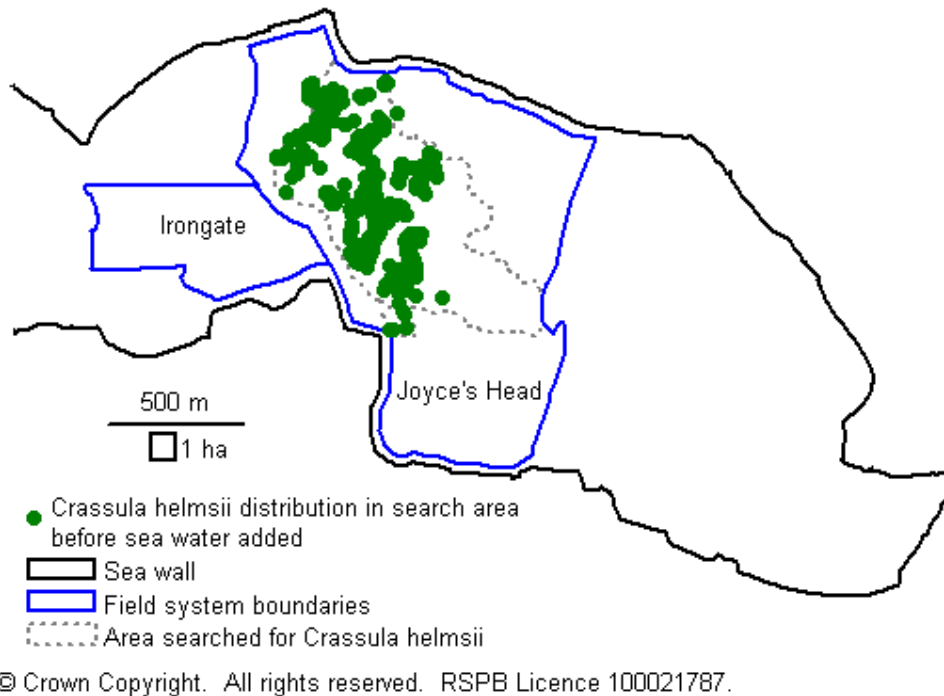 Irongate
Joyce's Head
500 m
1 ha
Crassula helmsii distribution in search area
before sea water added
Sea wall
Field system boundaries
Area searched for Crassula helmsii
© Crown Copyright. All rights reserved. RSPB Licence 100021787.